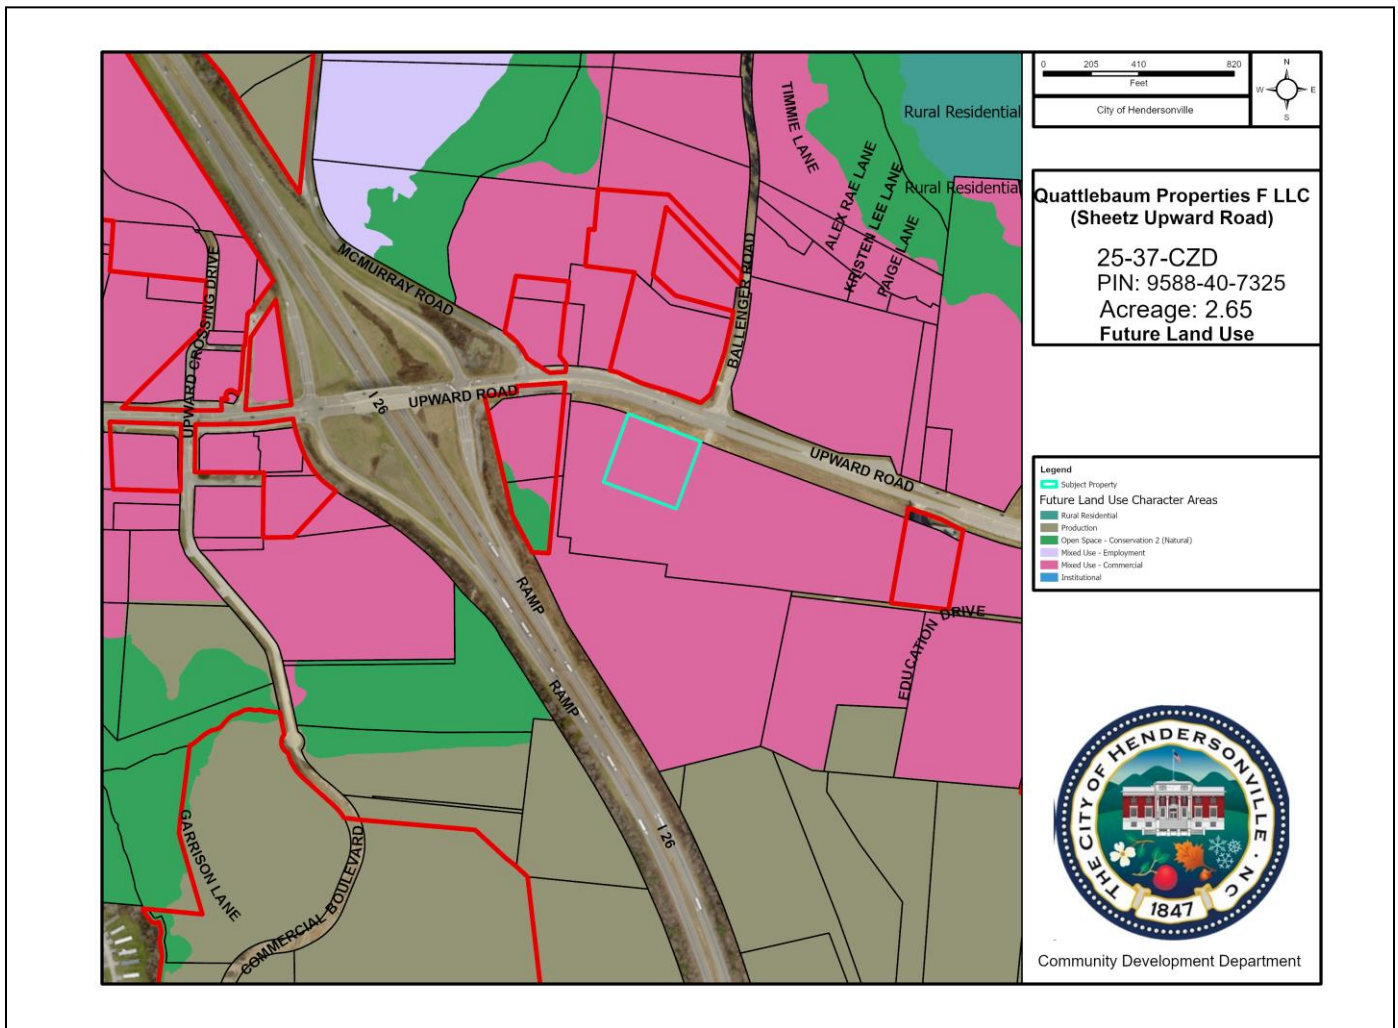 0 205 410 820
Feet
City of Hendersonville
N
W E
S
Quattlebaum Properties F LLC
(Sheetz Upward Road)
25-37-CZD
PIN: 9588-40-7325
Acreage: 2.65
Future Land Use
Legend
Subject Property
Future Land Use Character Areas
Rural Residential
Production
Open Space - Conservation 2 (Natural)
Mixed Use - Employment
Mixed Use - Commercial
Institutional
THE CITY OF HENDERSONVILLE · NC
1847
Community Development Department
Rural Residential
Rural Residential
TIMMIE LANE
ALEX RAE LANE
KRISTEN LEE LANE
PAIGE LANE
BALLENGER ROAD
MCMURRAY ROAD
UPWARD CROSSING DRIVE
I 26
UPWARD ROAD
UPWARD ROAD
RAMP
RAMP
EDUCATION DRIVE
I 26
GARRISON LANE
COMMERCIAL BOULEVARD